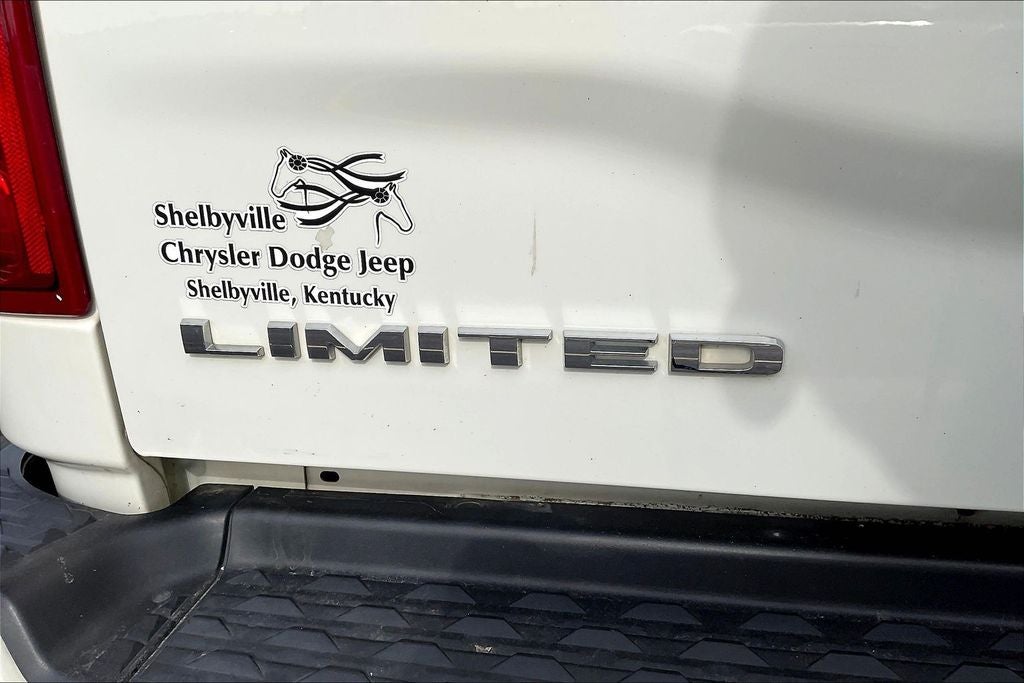 Shelbyville
Chrysler Dodge Jeep
Shelbyville, Kentucky
LIMITED